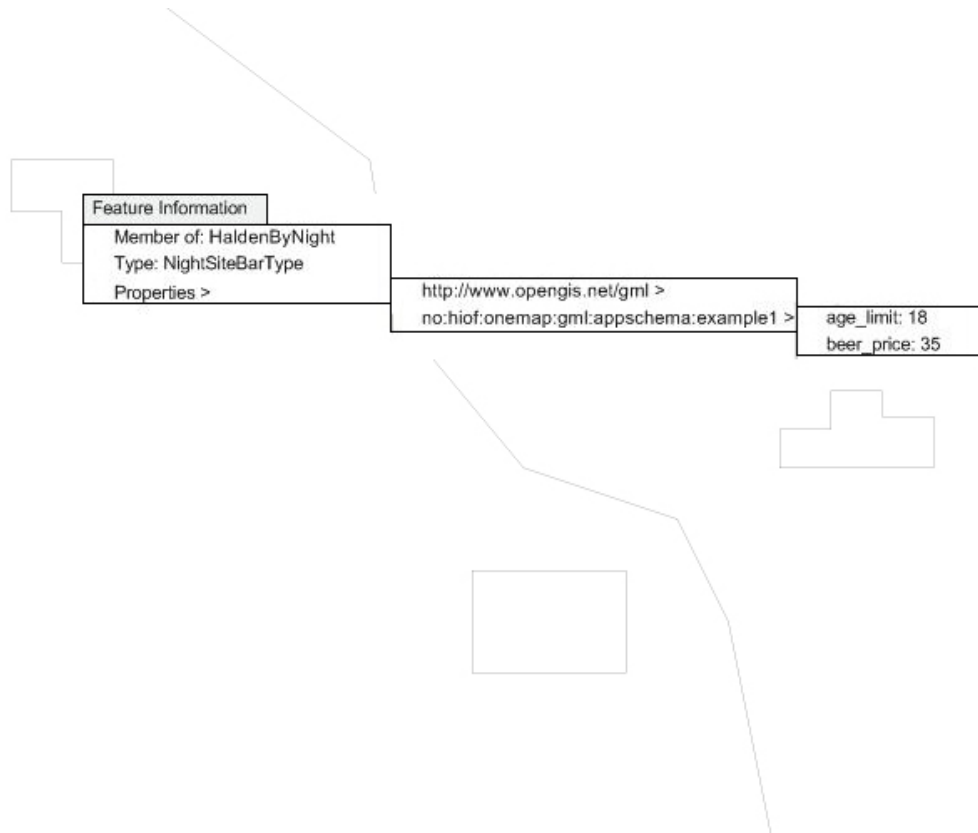 Feature Information
Member of: HaldenByNight
Type: NightSiteBarType
Properties >
http://www.opengis.net/gml >
no:hiof:onemap:gml:appschema:example1 >
age_limit: 18
beer_price: 35